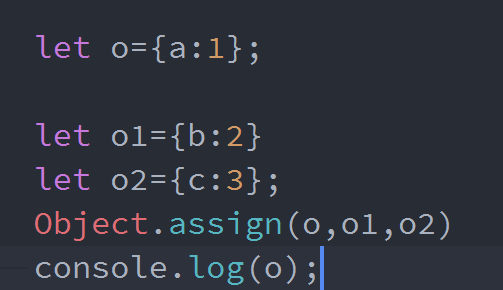 let o={a:1};
let o1={b:2}
let o2={c:3};
Object.assign(o,o1,o2)
console.log(o);